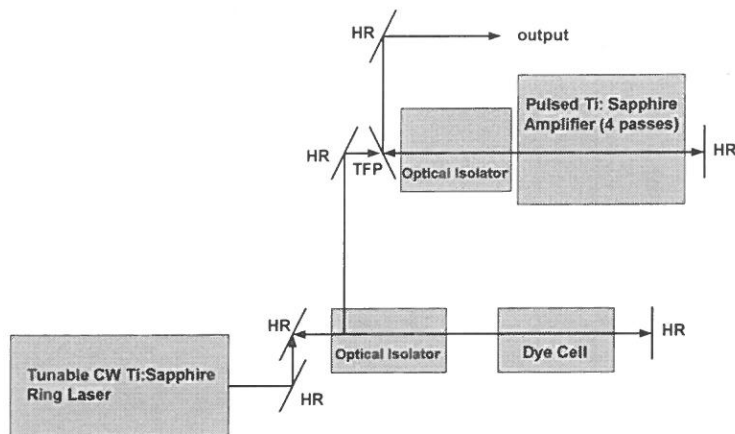 HR
output
Pulsed Ti: Sapphire
Amplifier (4 passes)
HR
TFP
Optical Isolator
HR
HR
Optical Isolator
Dye Cell
HR
Tunable CW Ti:Sapphire
Ring Laser
HR